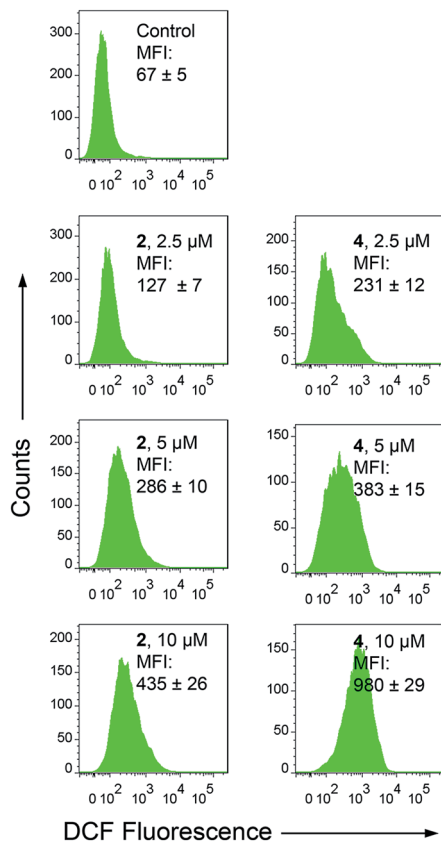 Control
MFI:
67 ± 5
300
200
100
0
0 10² 10³ 10⁴ 10⁵
2, 2.5 µM
MFI:
127 ± 7
300
200
100
0
0 10² 10³ 10⁴ 10⁵
4, 2.5 µM
MFI:
231 ± 12
200
150
100
50
0
0 10² 10³ 10⁴ 10⁵
2, 5 µM
MFI:
286 ± 10
200
150
100
50
0
0 10² 10³ 10⁴ 10⁵
4, 5 µM
MFI:
383 ± 15
150
100
50
0
0 10² 10³ 10⁴ 10⁵
2, 10 µM
MFI:
435 ± 26
200
150
100
50
0
0 10² 10³ 10⁴ 10⁵
4, 10 µM
MFI:
980 ± 29
150
100
50
0
0 10² 10³ 10⁴ 10⁵
Counts
DCF Fluorescence